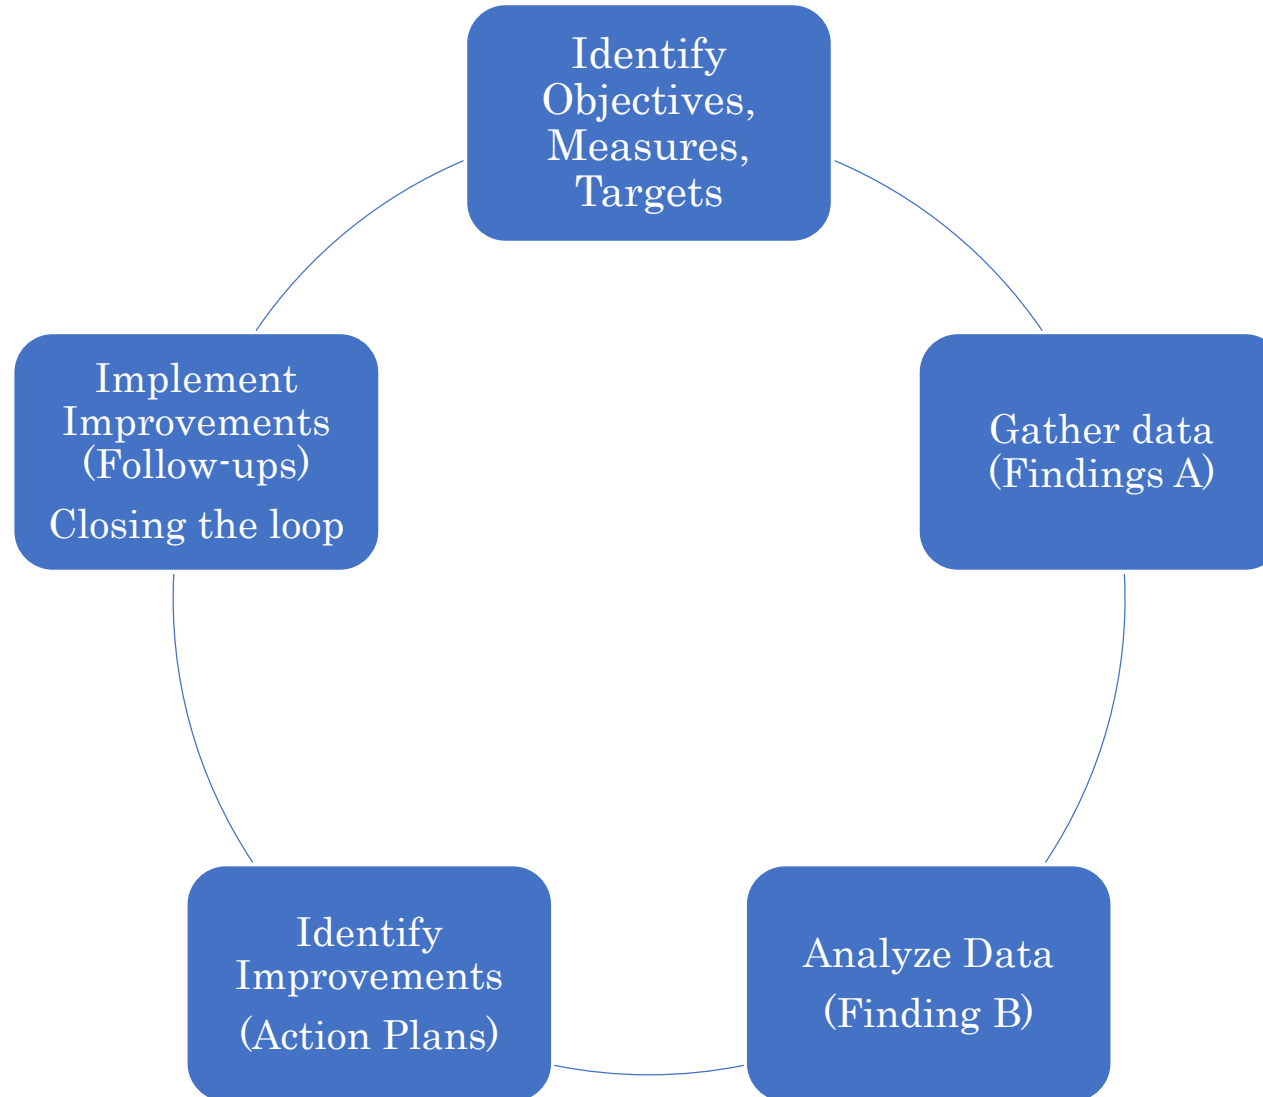 Identify
Objectives,
Measures,
Targets
Gather data
(Findings A)
Analyze Data
(Finding B)
Identify
Improvements
(Action Plans)
Implement
Improvements
(Follow-ups)
Closing the loop